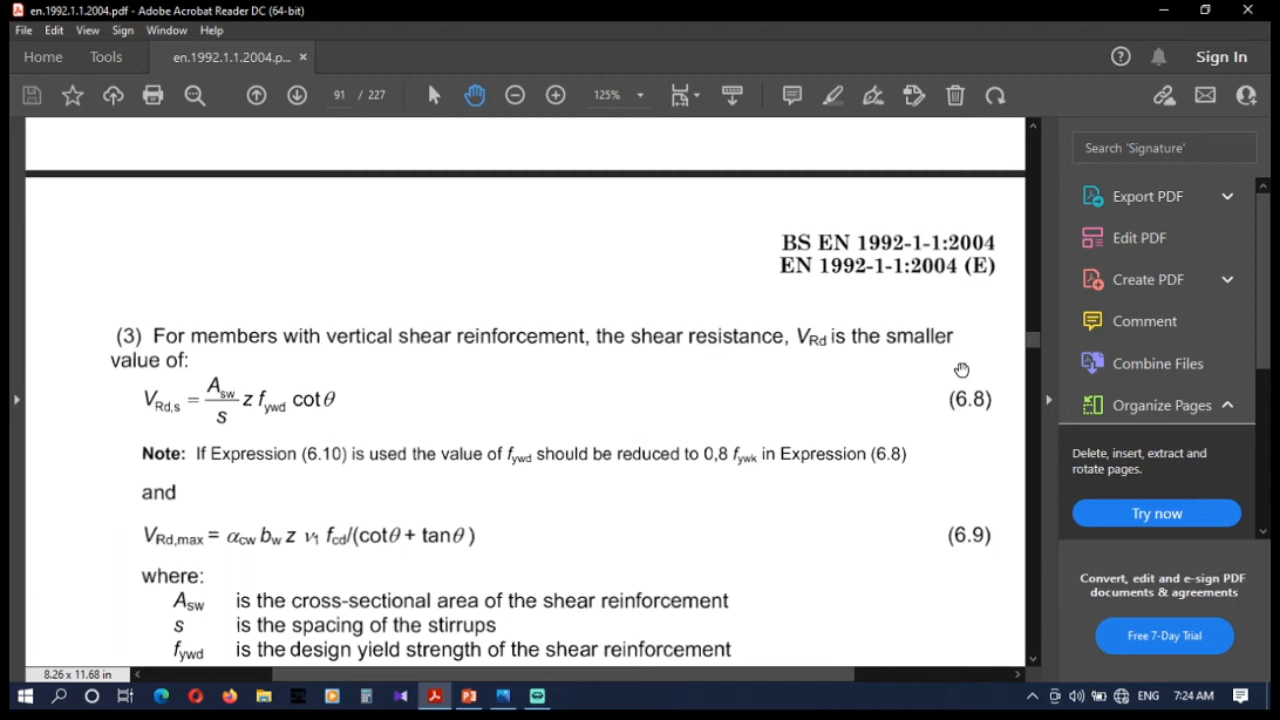 en.1992.1.1.2004.pdf - Adobe Acrobat Reader DC (64-bit)
File Edit View Sign Window Help
Home Tools en.1992.1.1.2004.p... × Sign In
91 / 227 125%
Search 'Signature'
Export PDF
Edit PDF
Create PDF
Comment
Combine Files
Organize Pages
Delete, insert, extract and
rotate pages.
Try now
Convert, edit and e-sign PDF
documents & agreements
Free 7-Day Trial
BS EN 1992-1-1:2004
EN 1992-1-1:2004 (E)
(3) For members with vertical shear reinforcement, the shear resistance, VRd is the smaller
value of:
VRd,s = Asw/s z fywd cotθ (6.8)
Note: If Expression (6.10) is used the value of fywd should be reduced to 0,8 fywk in Expression (6.8)
and
VRd,max = αcw bw z ν1 fcd/(cotθ + tanθ ) (6.9)
where:
Asw is the cross-sectional area of the shear reinforcement
s is the spacing of the stirrups
fywd is the design yield strength of the shear reinforcement
8.26 x 11.68 in
ENG 7:24 AM